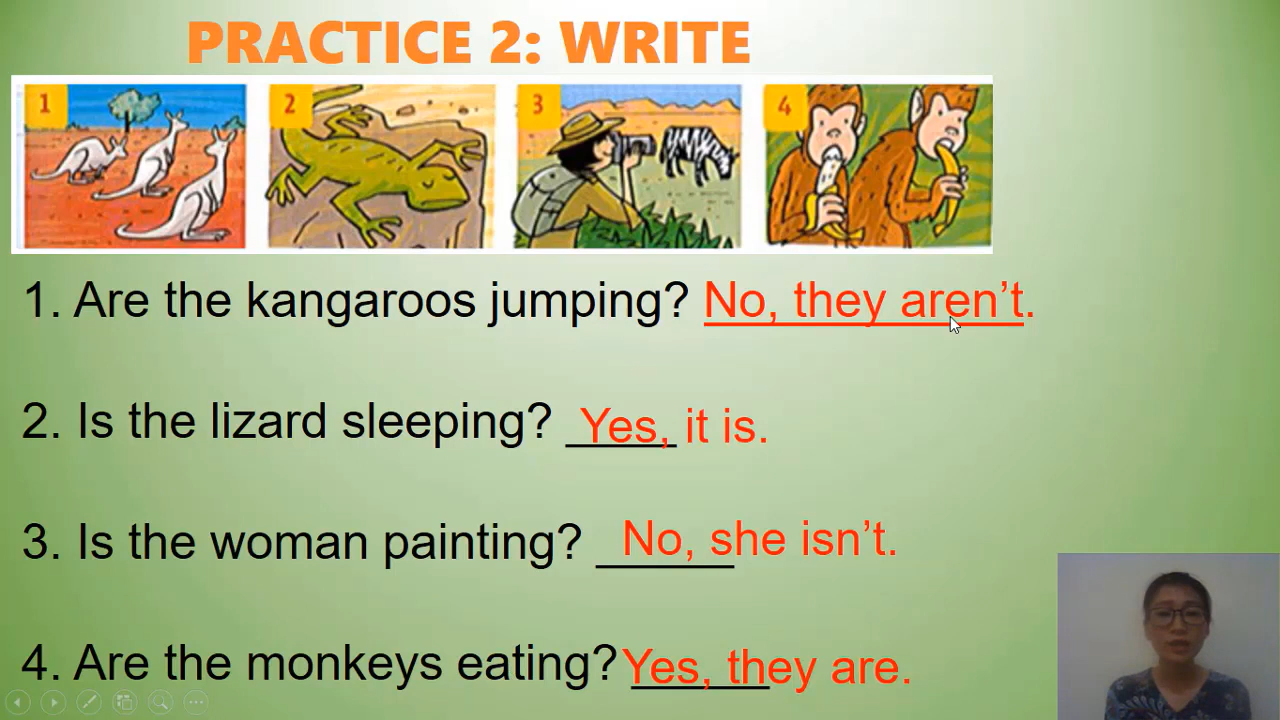 PRACTICE 2: WRITE
1 2 3 4
1. Are the kangaroos jumping? No, they aren’t.
2. Is the lizard sleeping? Yes, it is.
3. Is the woman painting? No, she isn’t.
4. Are the monkeys eating? Yes, they are.